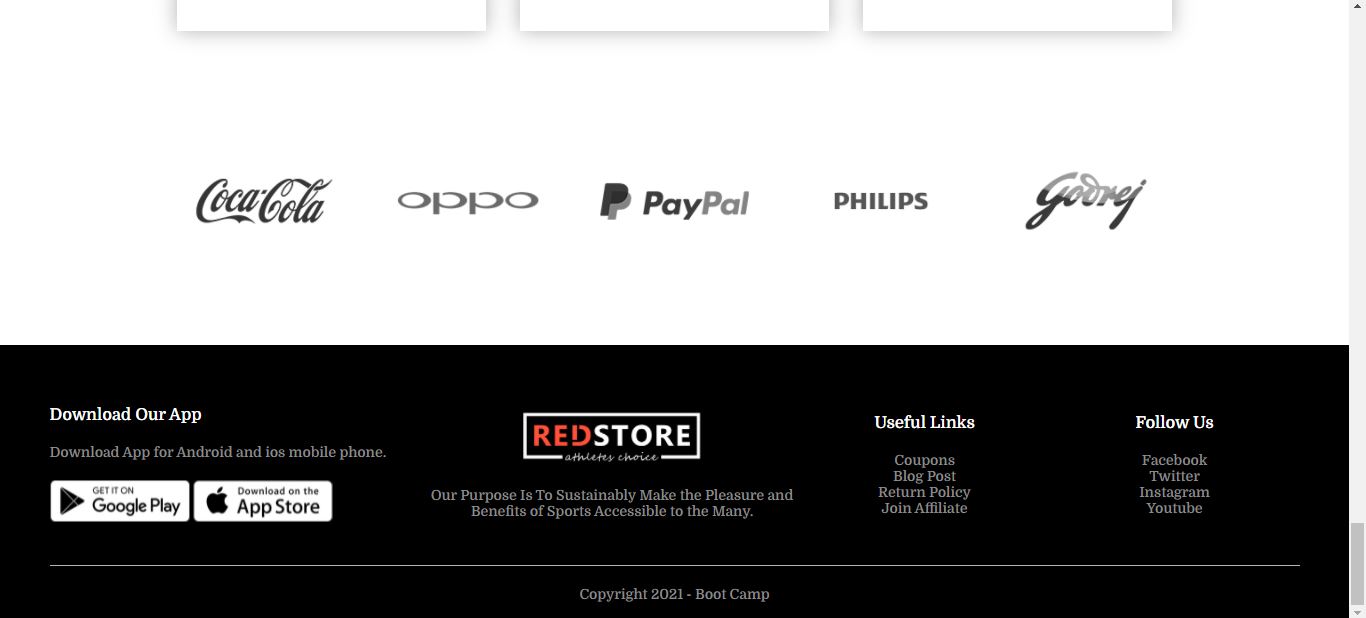 Coca-Cola
oppo
PayPal
PHILIPS
Godrej
Download Our App
Download App for Android and ios mobile phone.
GET IT ON
Google Play
Download on the
App Store
REDSTORE
athletes choice
Our Purpose Is To Sustainably Make the Pleasure and
Benefits of Sports Accessible to the Many.
Useful Links
Coupons
Blog Post
Return Policy
Join Affiliate
Follow Us
Facebook
Twitter
Instagram
Youtube
Copyright 2021 - Boot Camp